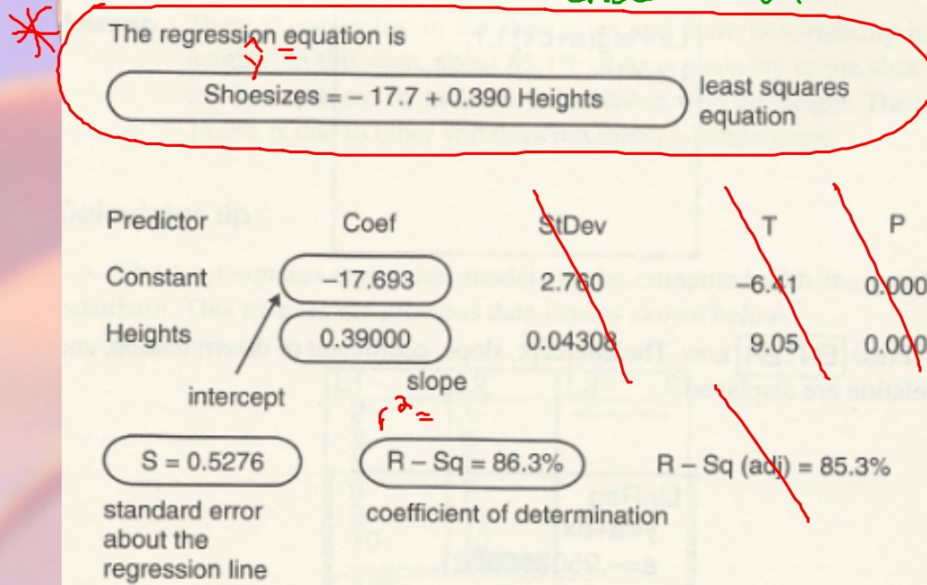 The regression equation is
ŷ =
Shoesizes = - 17.7 + 0.390 Heights
least squares
equation
Predictor Coef StDev T P
Constant -17.693 2.760 -6.41 0.000
Heights 0.39000 0.04308 9.05 0.000
intercept
slope
r² =
S = 0.5276 R - Sq = 86.3% R - Sq (adj) = 85.3%
standard error
about the
regression line
coefficient of determination